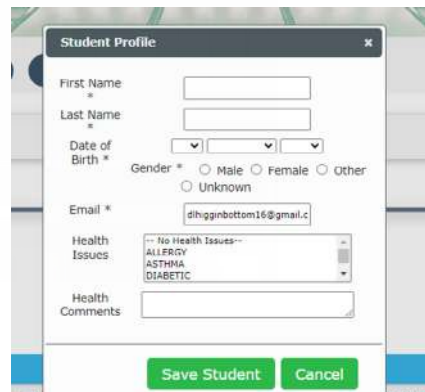 Student Profile x
First Name
*
Last Name
*
Date of
Birth *
Gender * Male Female Other
Unknown
Email * dlhigginbottom16@gmail.c
Health
Issues
-- No Health Issues--
ALLERGY
ASTHMA
DIABETIC
Health
Comments
Save Student Cancel